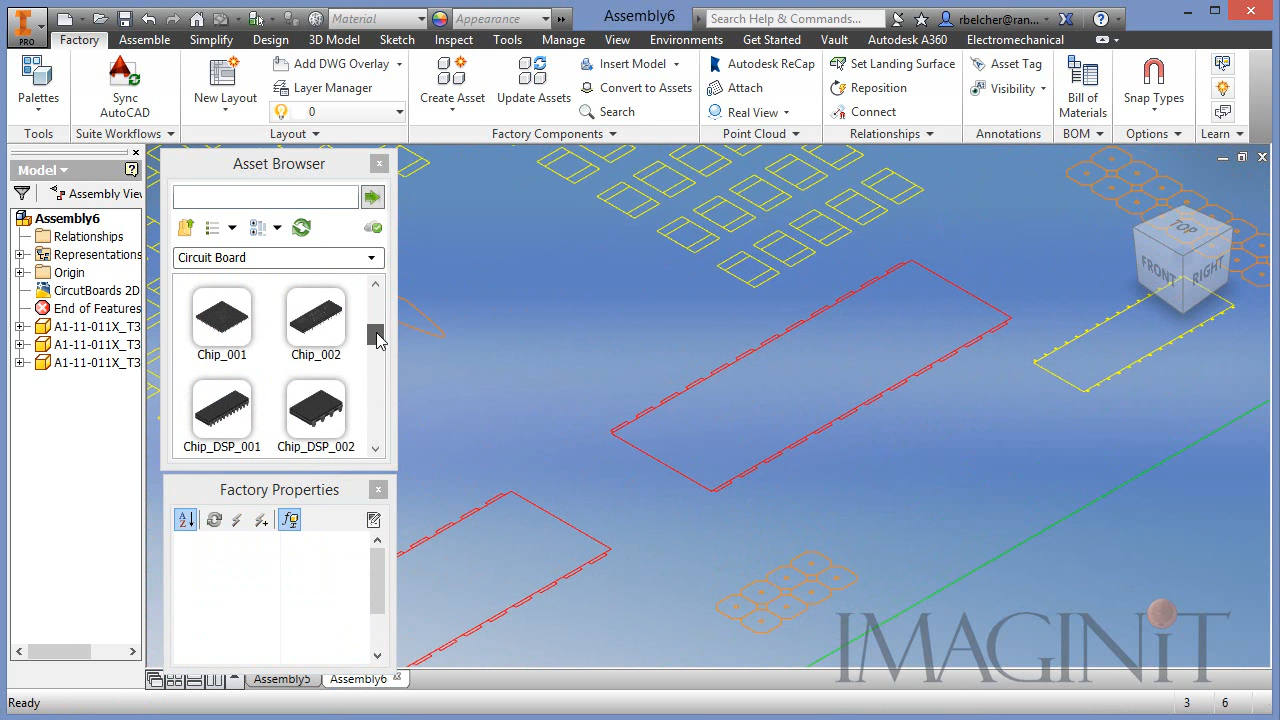 Material
Appearance
Assembly6
Search Help & Commands...
rbelcher@ran...
PRO
Factory
Assemble
Simplify
Design
3D Model
Sketch
Inspect
Tools
Manage
View
Environments
Get Started
Vault
Autodesk A360
Electromechanical
Palettes
Sync
AutoCAD
New Layout
Add DWG Overlay
Layer Manager
0
Create Asset
Update Assets
Insert Model
Convert to Assets
Search
Autodesk ReCap
Attach
Real View
Set Landing Surface
Reposition
Connect
Asset Tag
Visibility
Bill of
Materials
Snap Types
Tools
Suite Workflows
Layout
Factory Components
Point Cloud
Relationships
Annotations
BOM
Options
Learn
Model
Assembly Viev
Assembly6
Relationships
Representations
Origin
CircutBoards 2D
End of Features
A1-11-011X_T3
A1-11-011X_T3
A1-11-011X_T3
Asset Browser
Circuit Board
Chip_001
Chip_002
Chip_DSP_001
Chip_DSP_002
Factory Properties
TOP
FRONT
RIGHT
IMAGINiT
Assembly5
Assembly6
Ready
3
6